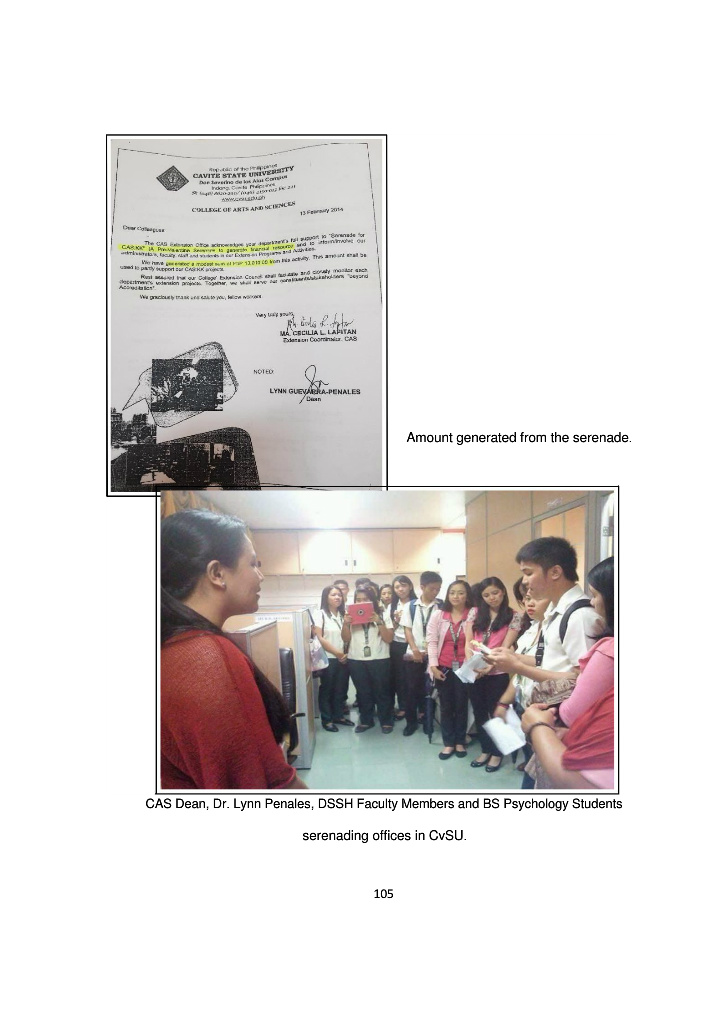 Republic of the Philippines
CAVITE STATE UNIVERSITY
Don Severino de las Alas Campus
Indang, Cavite, Philippines
www.cvsu.edu.ph
COLLEGE OF ARTS AND SCIENCES
13 February 2014
Dear Colleagues:
The CAS Extension Office acknowledges your department's full support to "Serenade for
CAS:KK" (A Pre-Valentine Serenade to generate financial resource and to inform/involve our
administrators, faculty, staff and students in our Extension Programs and Activities.
We have generated a modest sum of PhP from this activity. This amount shall be
used to partly support our CAS:KK projects.
Rest assured that our College' Extension Council shall facilitate and closely monitor each
department's extension projects. Together, we shall serve our constituents/stakeholders "beyond
Accreditation".
We graciously thank and salute you, fellow workers.
Very truly yours,
MA. CECILIA L. LAPITAN
Extension Coordinator, CAS
NOTED:
LYNN GUEVARRA-PENALES
Dean
Amount generated from the serenade.
CAS Dean, Dr. Lynn Penales, DSSH Faculty Members and BS Psychology Students
serenading offices in CvSU.
105